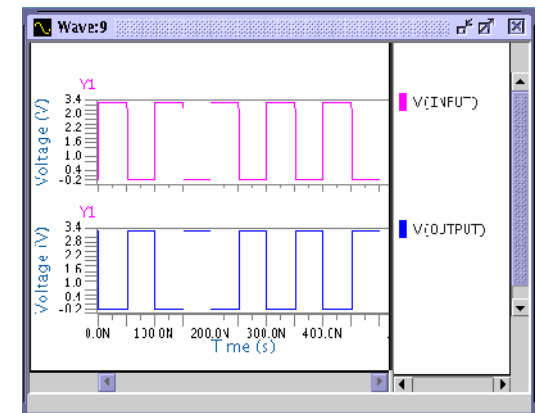 Wave:9
Y1
Voltage (V)
3.4
2.0
2.2
1.6
1.0
0.4
-0.2
V(INPUT)
Y1
Voltage (V)
3.4
2.8
2.2
1.6
1.0
0.4
-0.2
V(OUTPUT)
0.0N 100.0N 200.0N 300.0N 400.0N
Time (s)